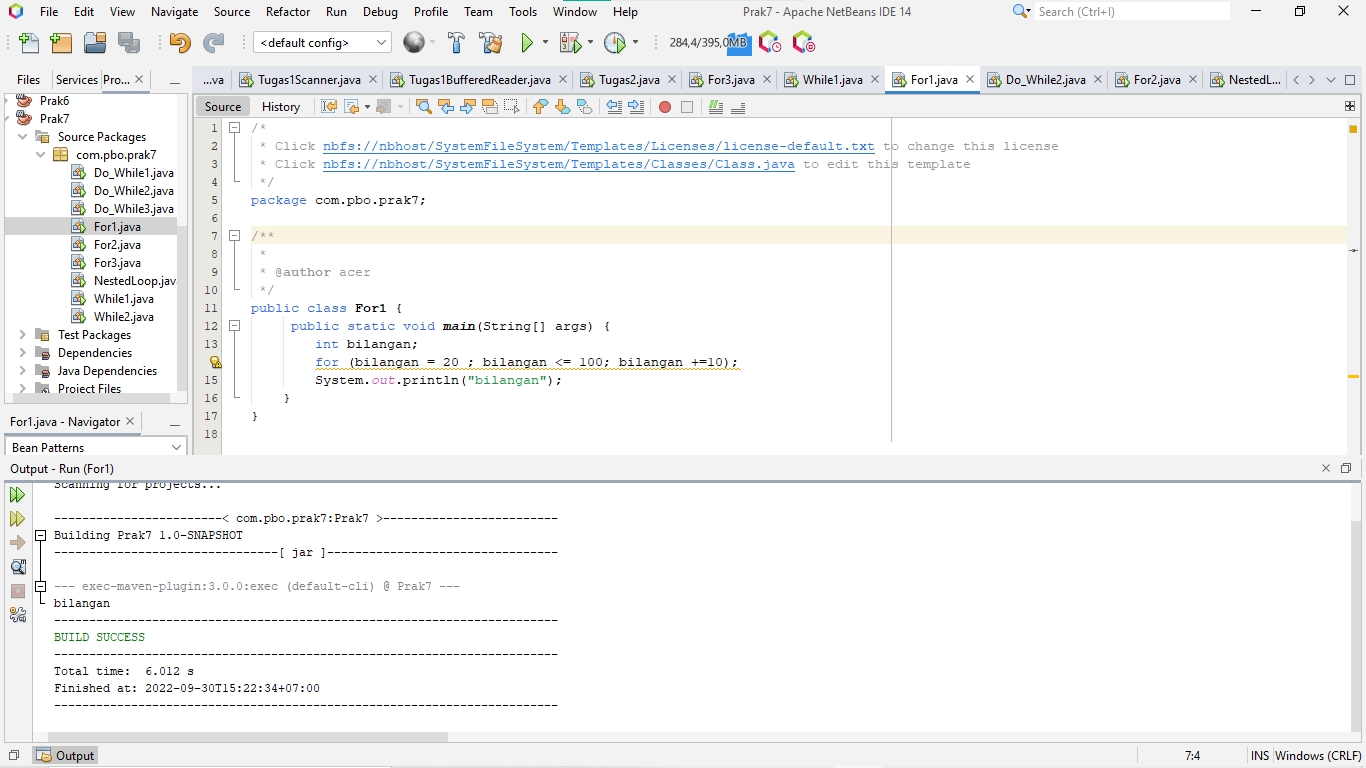 File Edit View Navigate Source Refactor Run Debug Profile Team Tools Window Help Prak7 - Apache NetBeans IDE 14 Search (Ctrl+I)
<default config> 284,4/395,0MB
Files Services Pro... ...va Tugas1Scanner.java Tugas1BufferedReader.java Tugas2.java For3.java While1.java For1.java Do_While2.java For2.java NestedL...
Prak6
Prak7
Source Packages
com.pbo.prak7
Do_While1.java
Do_While2.java
Do_While3.java
For1.java
For2.java
For3.java
NestedLoop.java
While1.java
While2.java
Test Packages
Dependencies
Java Dependencies
Project Files
For1.java - Navigator
Bean Patterns
Source History
1 /*
2 * Click nbfs://nbhost/SystemFileSystem/Templates/Licenses/license-default.txt to change this license
3 * Click nbfs://nbhost/SystemFileSystem/Templates/Classes/Class.java to edit this template
4 */
5 package com.pbo.prak7;
6
7 /**
8 *
9 * @author acer
10 */
11 public class For1 {
12 public static void main(String[] args) {
13 int bilangan;
for (bilangan = 20 ; bilangan <= 100; bilangan +=10);
15 System.out.println("bilangan");
16 }
17 }
18
Output - Run (For1)
Scanning for projects...
------------------------< com.pbo.prak7:Prak7 >-------------------------
Building Prak7 1.0-SNAPSHOT
--------------------------------[ jar ]---------------------------------
--- exec-maven-plugin:3.0.0:exec (default-cli) @ Prak7 ---
bilangan
------------------------------------------------------------------------
BUILD SUCCESS
------------------------------------------------------------------------
Total time:  6.012 s
Finished at: 2022-09-30T15:22:34+07:00
------------------------------------------------------------------------
Output 7:4 INS Windows (CRLF)